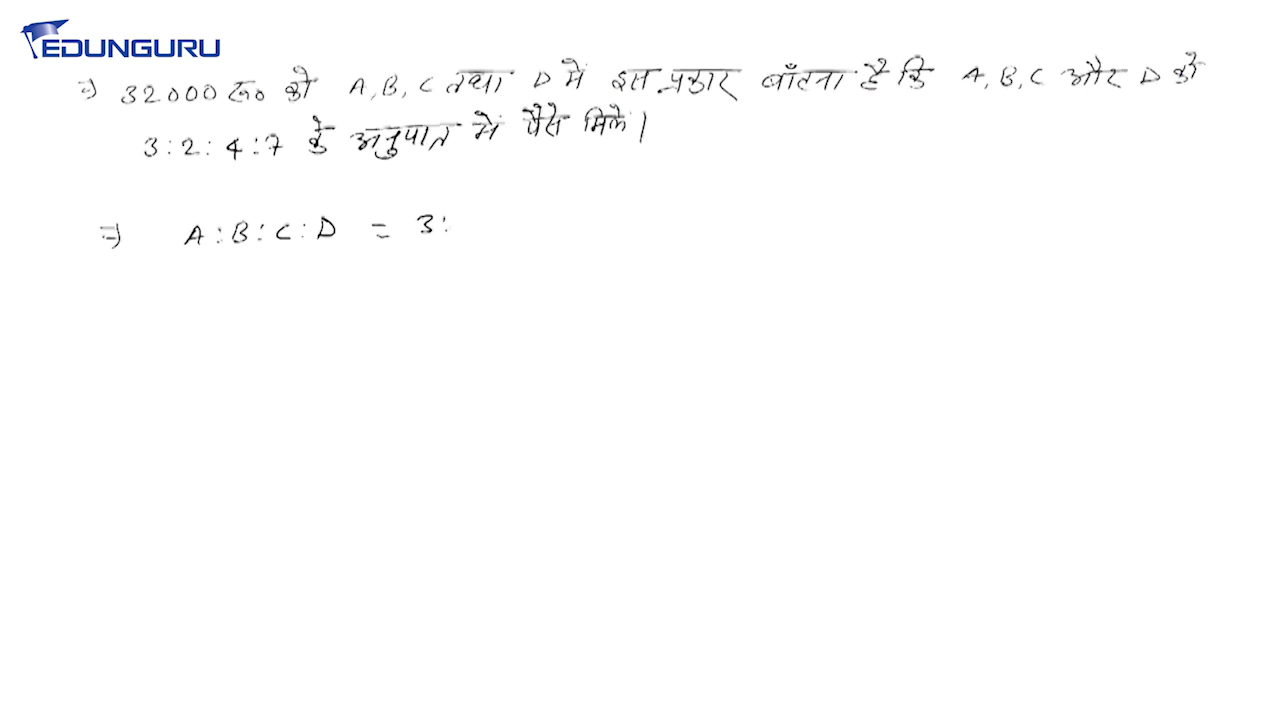 EDUNGURU
=) 32000 रु० को A, B, C तथा D में इस प्रकार बाँटना है कि A, B, C और D को
3 : 2 : 4 : 7 के अनुपात में पैसे मिले।
=) A : B : C : D = 3 :